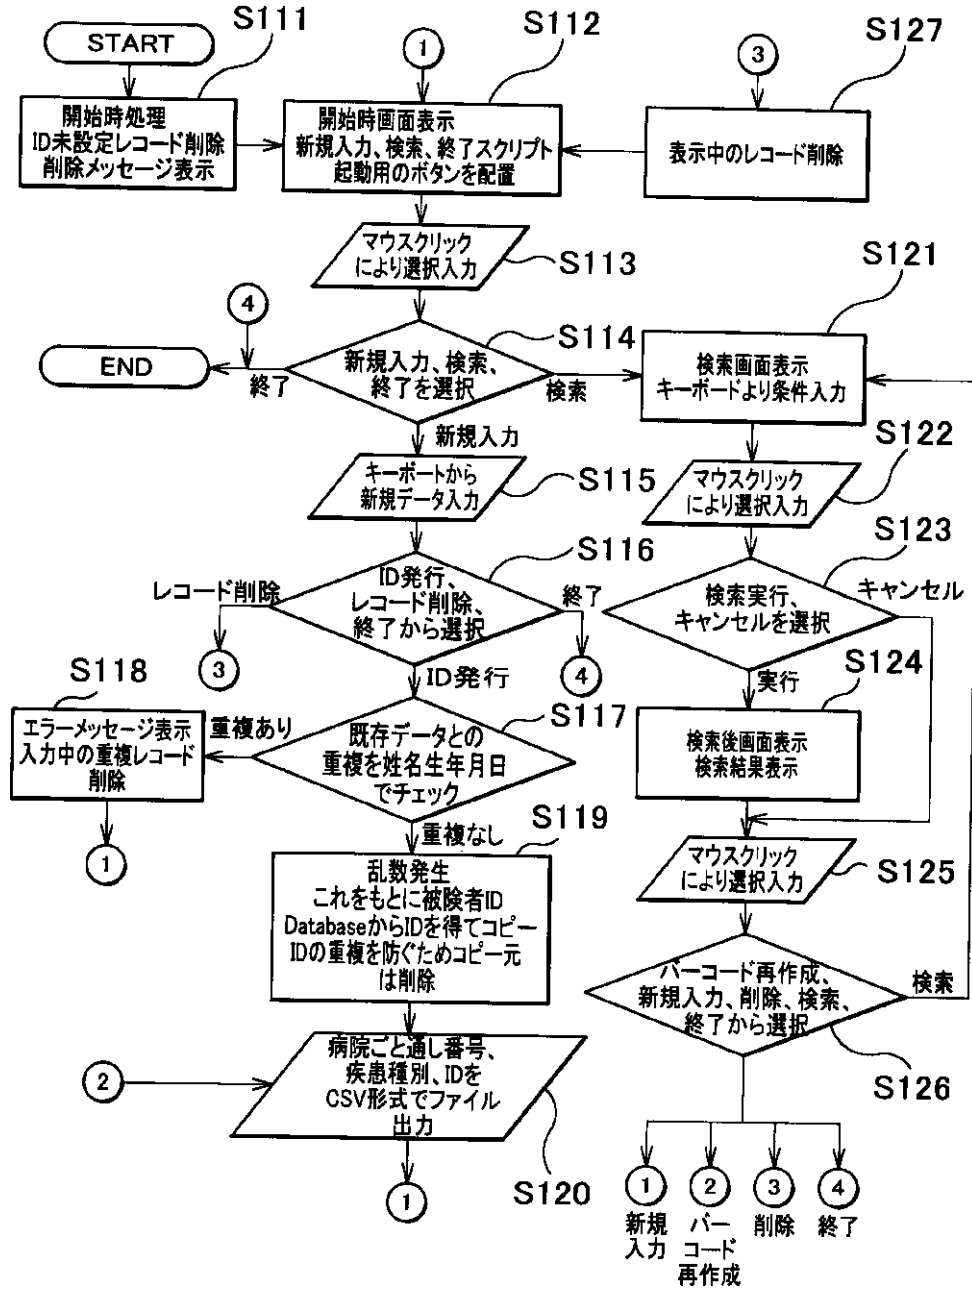 S111
START
開始時処理
ID未設定レコード削除
削除メッセージ表示
1
S112
開始時画面表示
新規入力、検索、終了スクリプト
起動用のボタンを配置
3
S127
表示中のレコード削除
マウスクリック
により選択入力
S113
4
END
終了
新規入力、検索、
終了を選択
S114
検索
新規入力
S121
検索画面表示
キーボードより条件入力
キーボートから
新規データ入力
S115
マウスクリック
により選択入力
S122
レコード削除
3
ID発行、
レコード削除、
終了から選択
S116
終了
4
ID発行
検索実行、
キャンセルを選択
S123
キャンセル
実行
S118
エラーメッセージ表示
入力中の重複レコード
削除
1
重複あり
既存データとの
重複を姓名生年月日
でチェック
S117
重複なし
S124
検索後画面表示
検索結果表示
S119
乱数発生
これをもとに被険者ID
DatabaseからIDを得てコピー
IDの重複を防ぐためコピー元
は削除
マウスクリック
により選択入力
S125
バーコード再作成、
新規入力、削除、検索、
終了から選択
検索
S126
2
病院ごと通し番号、
疾患種別、IDを
CSV形式でファイル
出力
S120
1
1
新規
入力
2
バー
コード
再作成
3
削除
4
終了